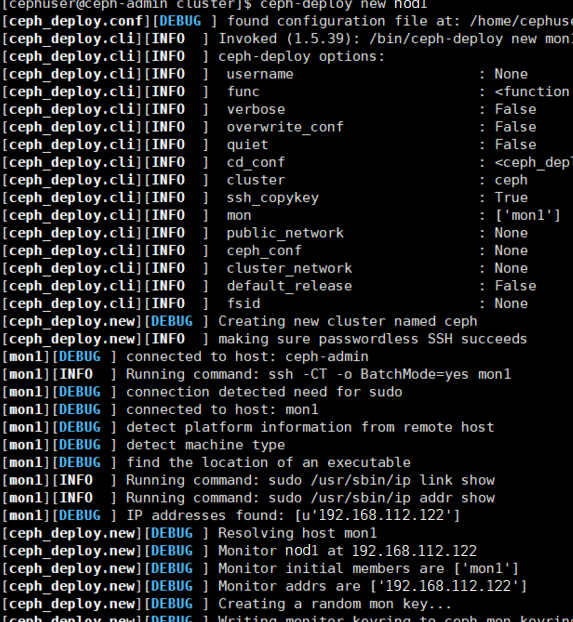 [cephuser@ceph-admin cluster]$ ceph-deploy new nod1
[ceph_deploy.conf][DEBUG ] found configuration file at: /home/cephuse
[ceph_deploy.cli][INFO  ] Invoked (1.5.39): /bin/ceph-deploy new mon1
[ceph_deploy.cli][INFO  ] ceph-deploy options:
[ceph_deploy.cli][INFO  ]  username                      : None
[ceph_deploy.cli][INFO  ]  func                          : <function
[ceph_deploy.cli][INFO  ]  verbose                       : False
[ceph_deploy.cli][INFO  ]  overwrite_conf                : False
[ceph_deploy.cli][INFO  ]  quiet                         : False
[ceph_deploy.cli][INFO  ]  cd_conf                       : <ceph_depl
[ceph_deploy.cli][INFO  ]  cluster                       : ceph
[ceph_deploy.cli][INFO  ]  ssh_copykey                   : True
[ceph_deploy.cli][INFO  ]  mon                           : ['mon1']
[ceph_deploy.cli][INFO  ]  public_network                : None
[ceph_deploy.cli][INFO  ]  ceph_conf                     : None
[ceph_deploy.cli][INFO  ]  cluster_network               : None
[ceph_deploy.cli][INFO  ]  default_release               : False
[ceph_deploy.cli][INFO  ]  fsid                          : None
[ceph_deploy.new][DEBUG ] Creating new cluster named ceph
[ceph_deploy.new][INFO  ] making sure passwordless SSH succeeds
[mon1][DEBUG ] connected to host: ceph-admin
[mon1][INFO  ] Running command: ssh -CT -o BatchMode=yes mon1
[mon1][DEBUG ] connection detected need for sudo
[mon1][DEBUG ] connected to host: mon1
[mon1][DEBUG ] detect platform information from remote host
[mon1][DEBUG ] detect machine type
[mon1][DEBUG ] find the location of an executable
[mon1][INFO  ] Running command: sudo /usr/sbin/ip link show
[mon1][INFO  ] Running command: sudo /usr/sbin/ip addr show
[mon1][DEBUG ] IP addresses found: [u'192.168.112.122']
[ceph_deploy.new][DEBUG ] Resolving host mon1
[ceph_deploy.new][DEBUG ] Monitor nod1 at 192.168.112.122
[ceph_deploy.new][DEBUG ] Monitor initial members are ['mon1']
[ceph_deploy.new][DEBUG ] Monitor addrs are ['192.168.112.122']
[ceph_deploy.new][DEBUG ] Creating a random mon key...
[ceph_deploy.new][DEBUG ] Writing monitor keyring to ceph.mon.keyring